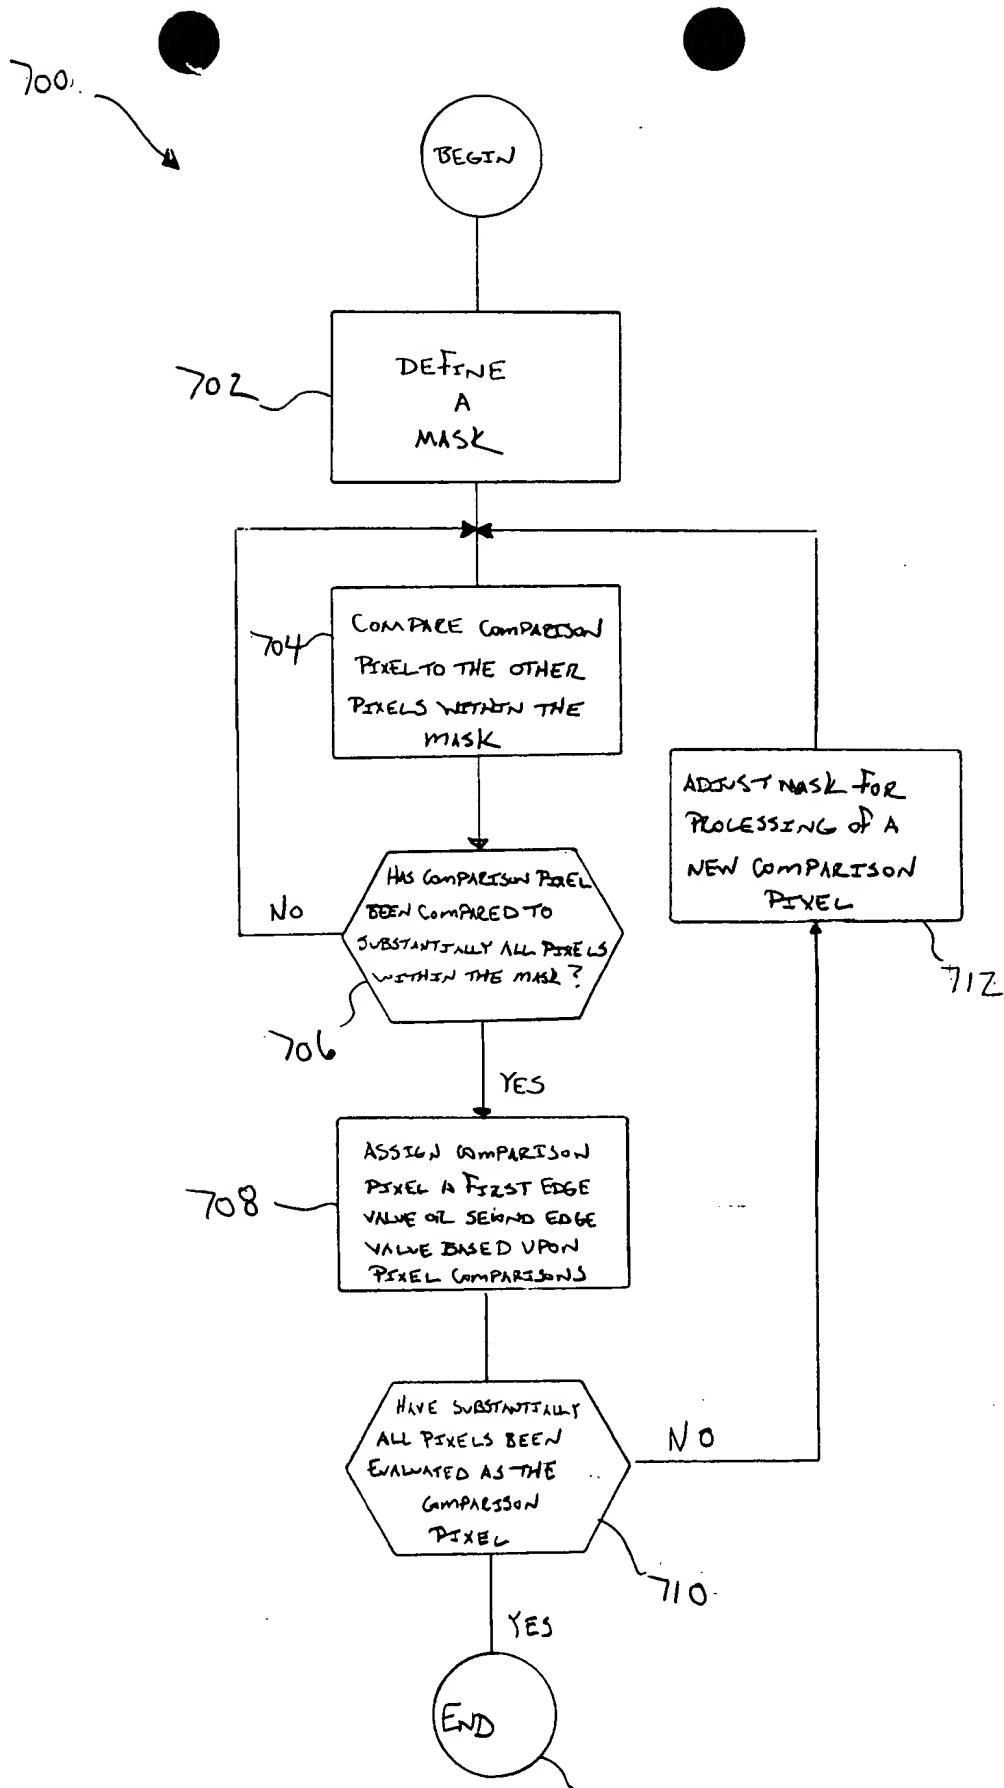 700
BEGIN
702
DEFINE
A
MASK
704
COMPARE COMPARISON
PIXEL TO THE OTHER
PIXELS WITHIN THE
MASK
ADJUST MASK FOR
PROCESSING OF A
NEW COMPARISON
PIXEL
712
NO
HAS COMPARISON PIXEL
BEEN COMPARED TO
SUBSTANTIALLY ALL PIXELS
WITHIN THE MASK?
706
YES
708
ASSIGN COMPARISON
PIXEL A FIRST EDGE
VALUE OR SECOND EDGE
VALUE BASED UPON
PIXEL COMPARISONS
HAVE SUBSTANTIALLY
ALL PIXELS BEEN
EVALUATED AS THE
COMPARISON
PIXEL
NO
710
YES
END